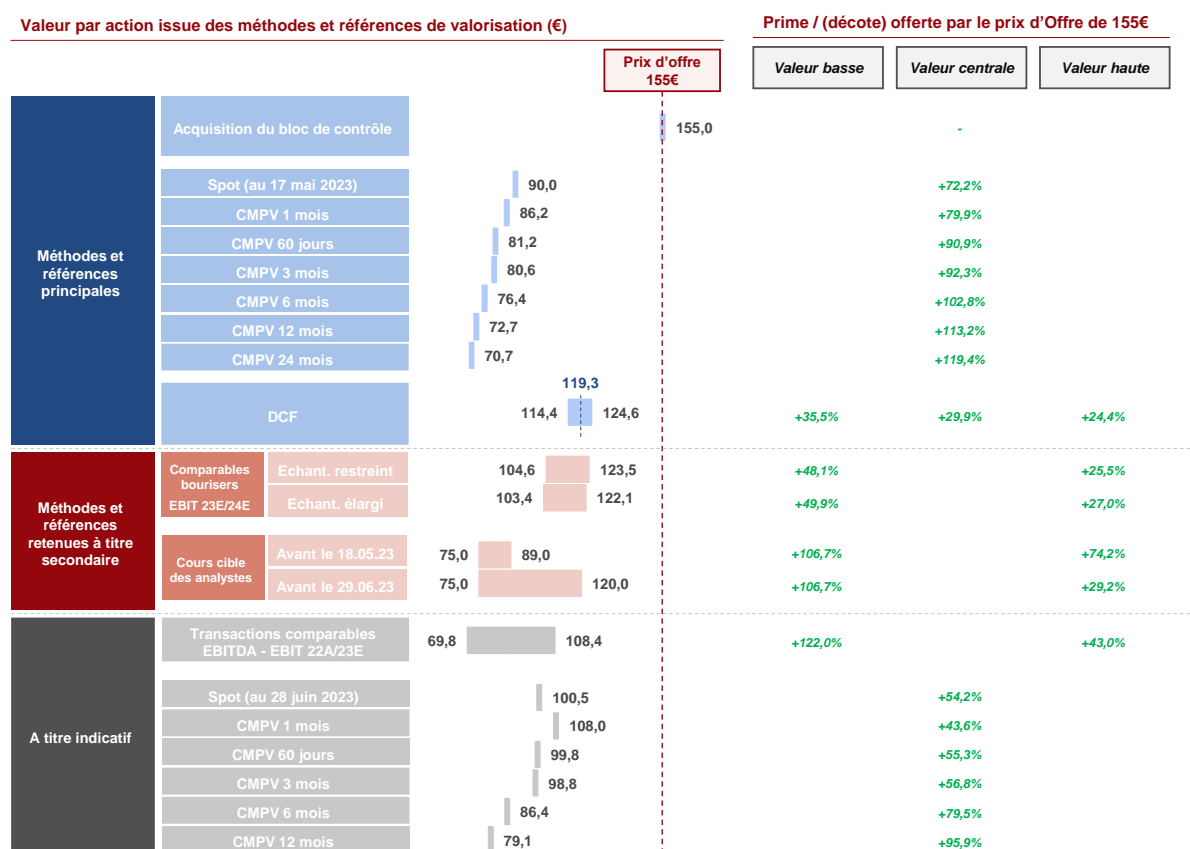 Valeur par action issue des méthodes et références de valorisation (€)
Prime / (décote) offerte par le prix d’Offre de 155€
Prix d’offre
155€
Valeur basse
Valeur centrale
Valeur haute
Méthodes et
références
principales
Acquisition du bloc de contrôle
155,0
-
Spot (au 17 mai 2023)
90,0
+72,2%
CMPV 1 mois
86,2
+79,9%
CMPV 60 jours
81,2
+90,9%
CMPV 3 mois
80,6
+92,3%
CMPV 6 mois
76,4
+102,8%
CMPV 12 mois
72,7
+113,2%
CMPV 24 mois
70,7
+119,4%
DCF
119,3
114,4
124,6
+35,5%
+29,9%
+24,4%
Méthodes et
références
retenues à titre
secondaire
Comparables
bourisers
EBIT 23E/24E
Echant. restreint
104,6
123,5
+48,1%
+25,5%
Echant. élargi
103,4
122,1
+49,9%
+27,0%
Cours cible
des analystes
Avant le 18.05.23
75,0
89,0
+106,7%
+74,2%
Avant le 29.06.23
75,0
120,0
+106,7%
+29,2%
A titre indicatif
Transactions comparables
EBITDA - EBIT 22A/23E
69,8
108,4
+122,0%
+43,0%
Spot (au 28 juin 2023)
100,5
+54,2%
CMPV 1 mois
108,0
+43,6%
CMPV 60 jours
99,8
+55,3%
CMPV 3 mois
98,8
+56,8%
CMPV 6 mois
86,4
+79,5%
CMPV 12 mois
79,1
+95,9%